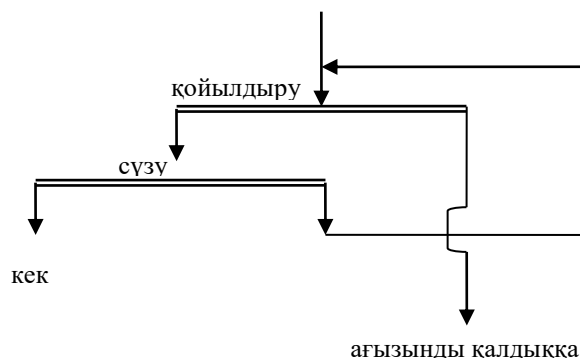 қойылдыру
сүзу
кек
ағызынды қалдыққа